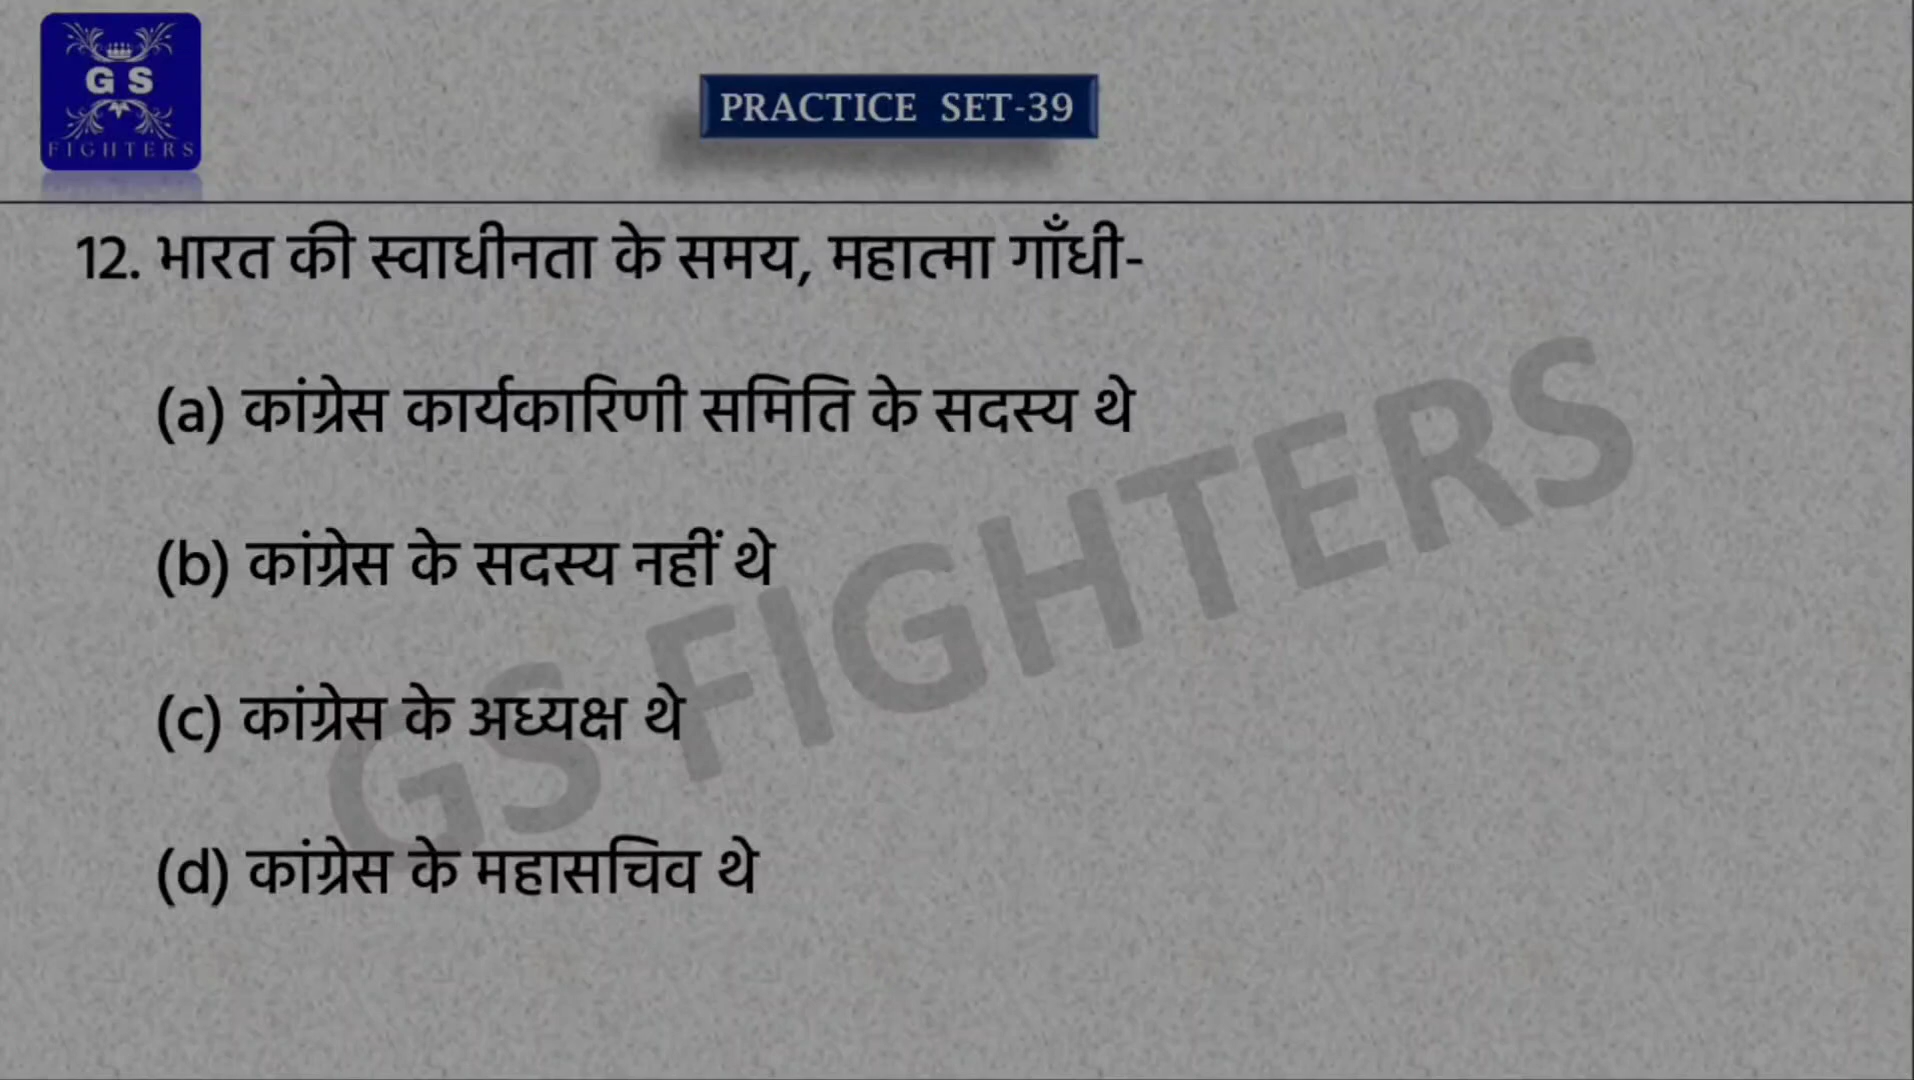 G S
FIGHTERS
PRACTICE SET-39
12. भारत की स्वाधीनता के समय, महात्मा गाँधी-
(a) कांग्रेस कार्यकारिणी समिति के सदस्य थे
(b) कांग्रेस के सदस्य नहीं थे
(c) कांग्रेस के अध्यक्ष थे
(d) कांग्रेस के महासचिव थे
GS FIGHTERS